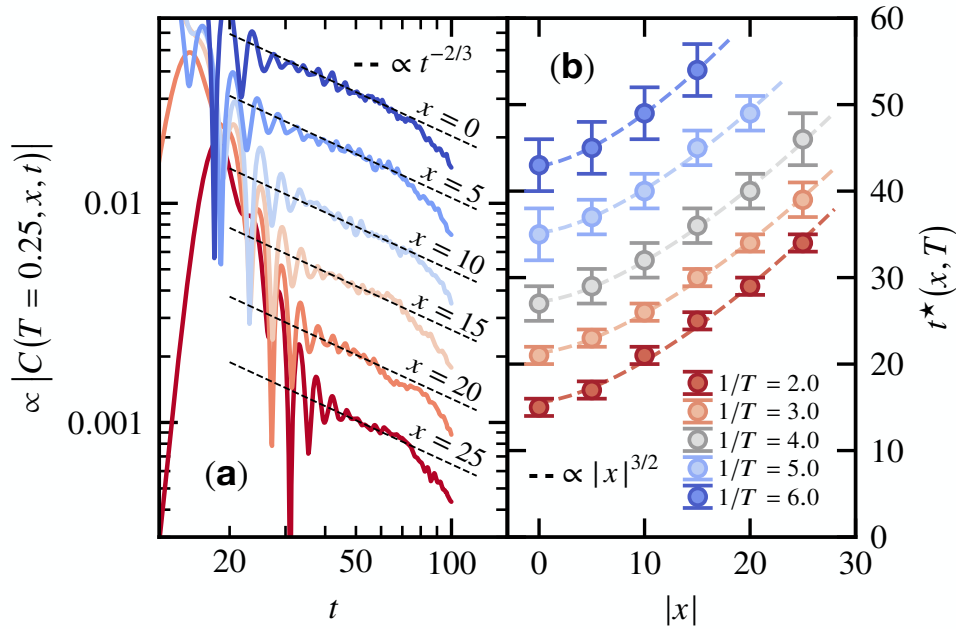 ∝ |C(T = 0.25, x, t)|
0.01
0.001
∝ t^{−2/3}
x = 0
x = 5
x = 10
x = 15
x = 20
x = 25
(a)
20
50
100
t
(b)
1/T = 2.0
1/T = 3.0
1/T = 4.0
1/T = 5.0
1/T = 6.0
∝ |x|^{3/2}
0
10
20
30
|x|
60
50
40
30
20
10
0
t^★(x, T)